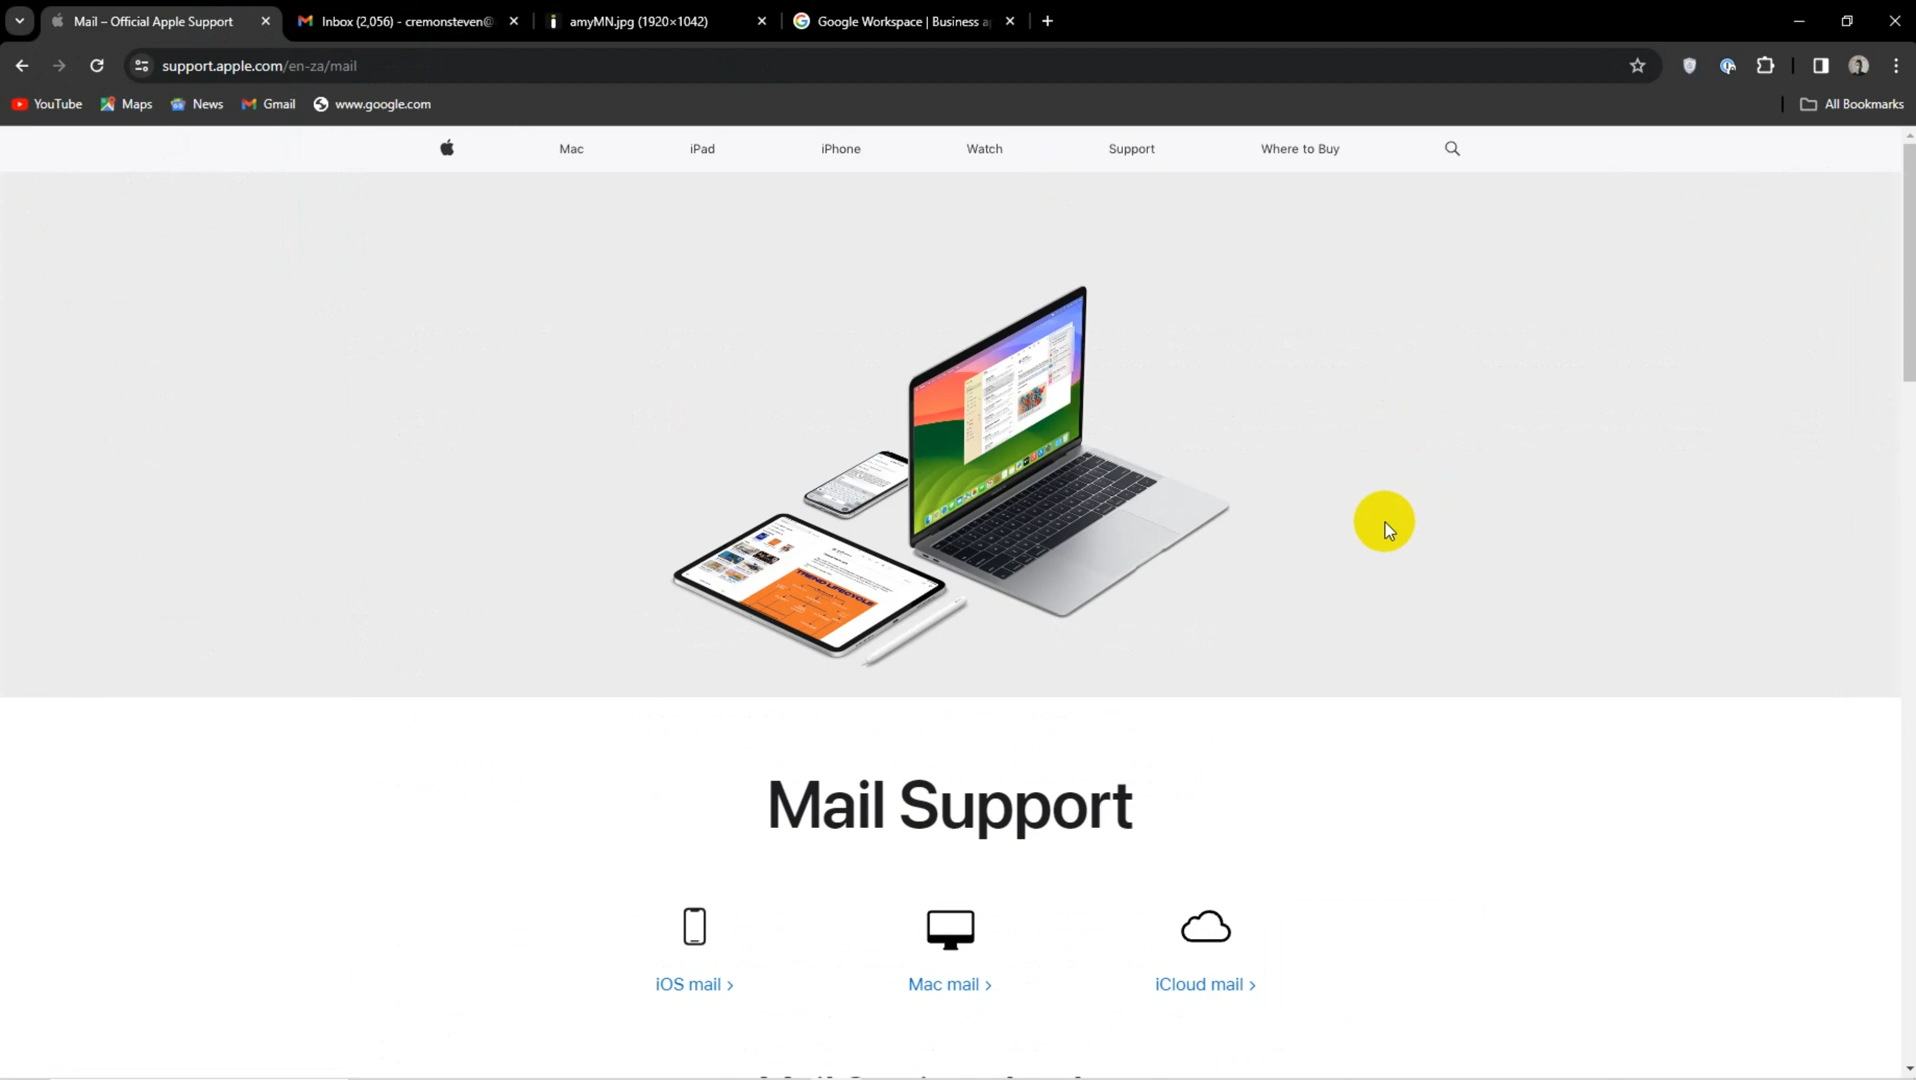 Mail – Official Apple Support
Inbox (2,056) - cremonsteven@
amyMN.jpg (1920×1042)
Google Workspace | Business a
support.apple.com/en-za/mail
YouTube
Maps
News
Gmail
www.google.com
All Bookmarks
Mac
iPad
iPhone
Watch
Support
Where to Buy
TREND LIFECYCLE
Mail Support
iOS mail >
Mac mail >
iCloud mail >